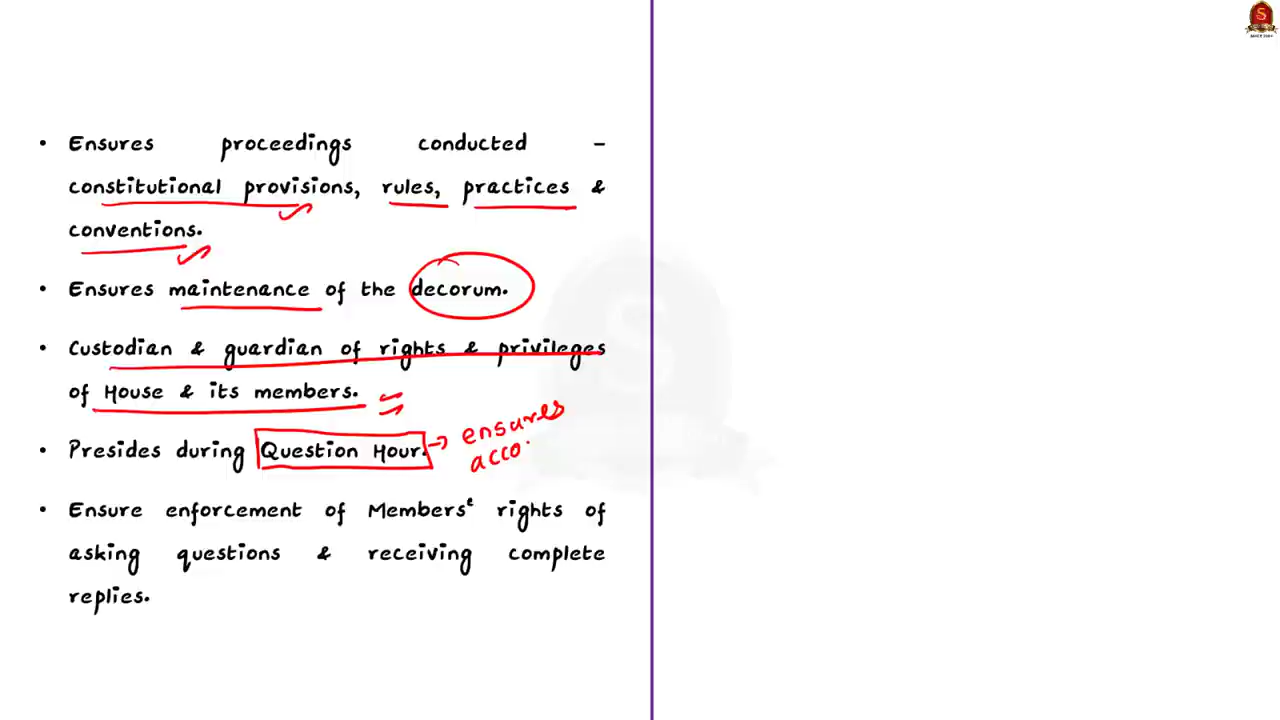 • Ensures proceedings conducted –
constitutional provisions, rules, practices &
conventions.
• Ensures maintenance of the decorum.
• Custodian & guardian of rights & privileges
of House & its members.
• Presides during Question Hour. → ensures
acco
• Ensure enforcement of Members' rights of
asking questions & receiving complete
replies.